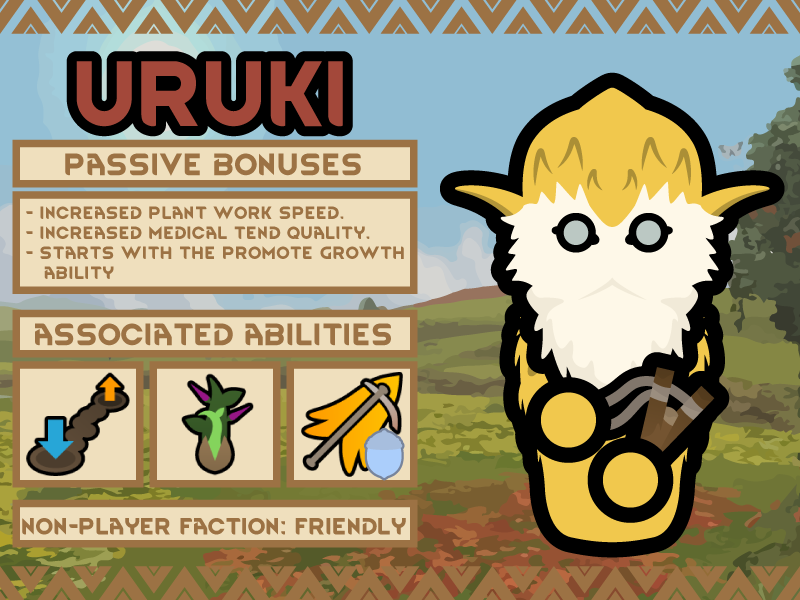 URUKI
PASSIVE BONUSES
- INCREASED PLANT WORK SPEED.
- INCREASED MEDICAL TEND QUALITY.
- STARTS WITH THE PROMOTE GROWTH
ABILITY
ASSOCIATED ABILITIES
NON-PLAYER FACTION: FRIENDLY